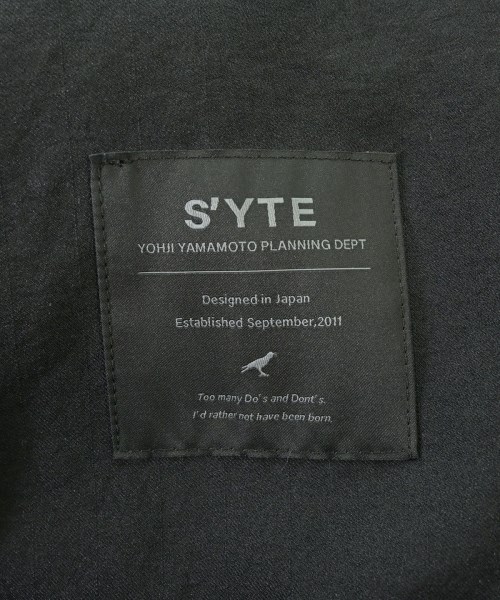 S'YTE
YOHJI YAMAMOTO PLANNING DEPT
Designed in Japan
Established September,2011
Too many Do's and Dont's.
I'd rather not have been born.